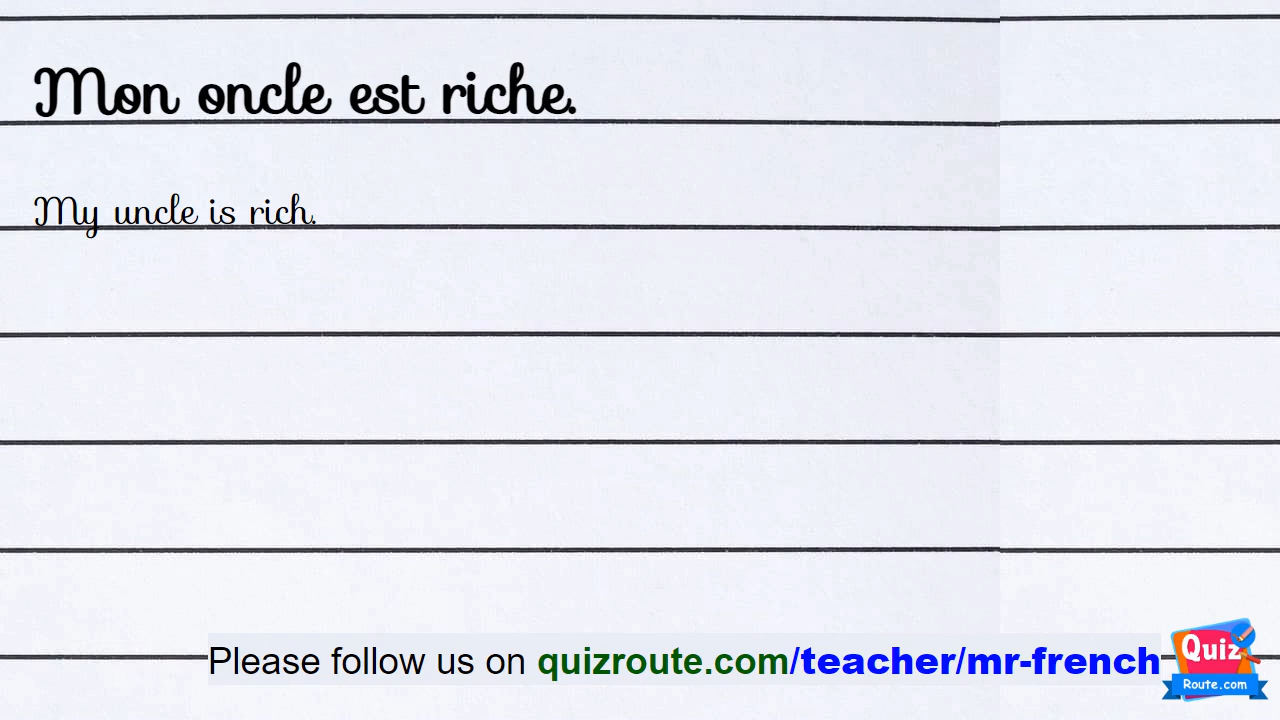 Mon oncle est riche.
My uncle is rich.
Please follow us on quizroute.com/teacher/mr-french
Quiz
Route.com